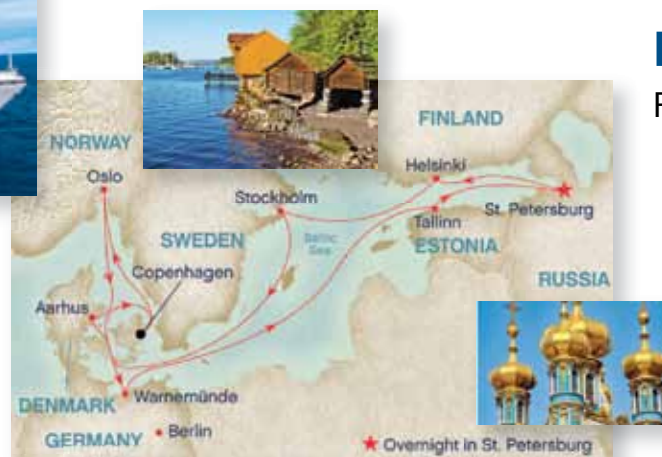 NORWAY
FINLAND
Oslo
Helsinki
Stockholm
St. Petersburg
Tallinn
SWEDEN
Baltic
Sea
ESTONIA
Copenhagen
RUSSIA
Aarhus
DENMARK
Warnemünde
GERMANY
Berlin
Overnight in St. Petersburg